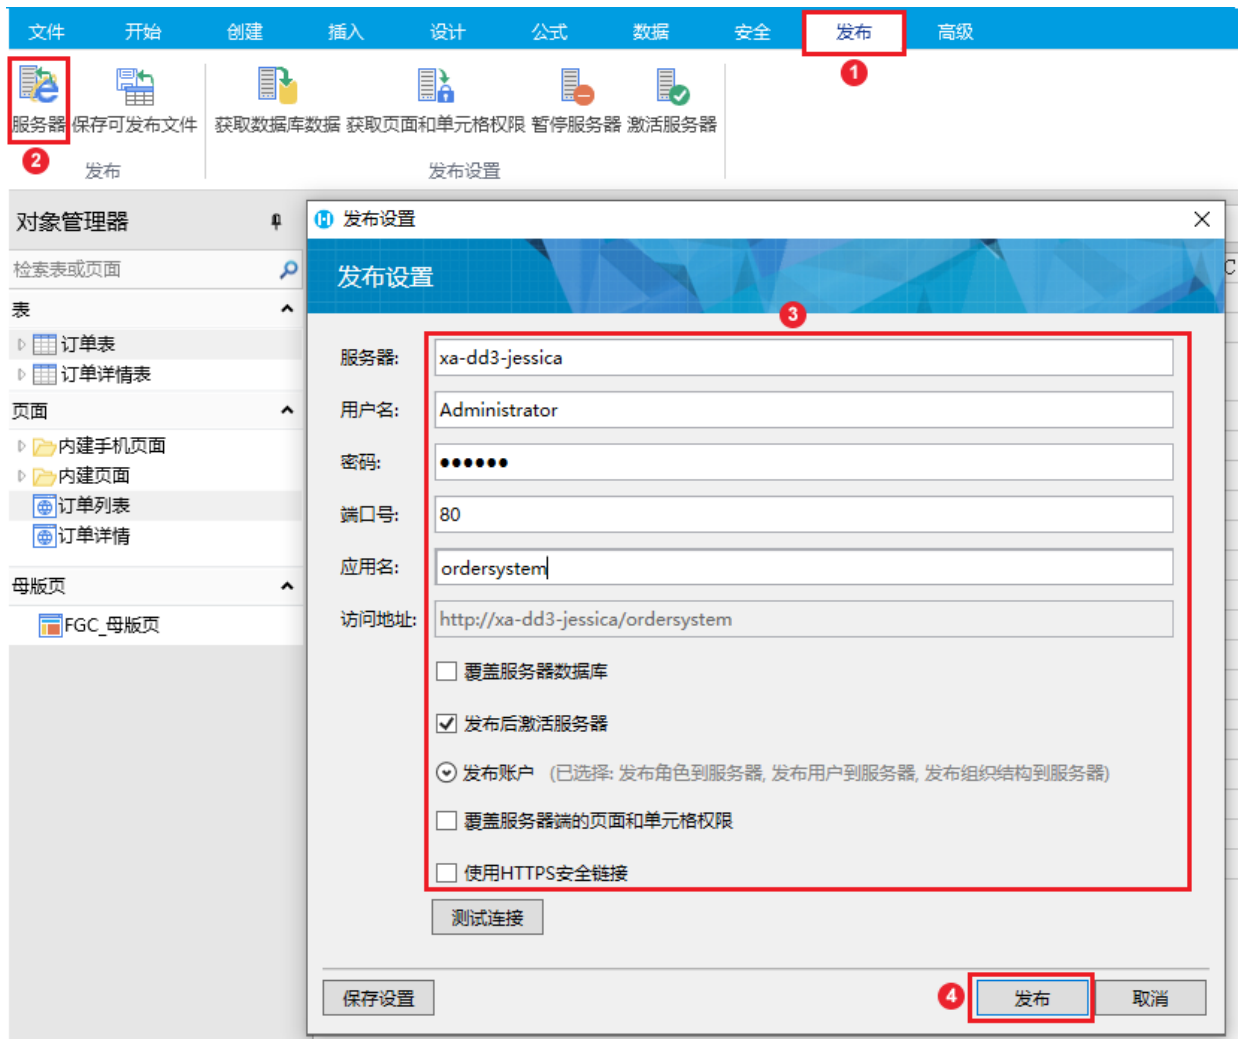 文件 开始 创建 插入 设计 公式 数据 安全 发布 高级
1
服务器 保存可发布文件 获取数据库数据 获取页面和单元格权限 暂停服务器 激活服务器
2
发布 发布设置
对象管理器
检索表或页面
表
订单表
订单详情表
页面
内建手机页面
内建页面
订单列表
订单详情
母版页
FGC_母版页
发布设置
C
发布设置
3
服务器: xa-dd3-jessica
用户名: Administrator
密码: ●●●●●●
端口号: 80
应用名: ordersystem
访问地址: http://xa-dd3-jessica/ordersystem
覆盖服务器数据库
发布后激活服务器
发布账户 (已选择: 发布角色到服务器, 发布用户到服务器, 发布组织结构到服务器)
覆盖服务器端的页面和单元格权限
使用HTTPS安全链接
测试连接
保存设置 4 发布 取消